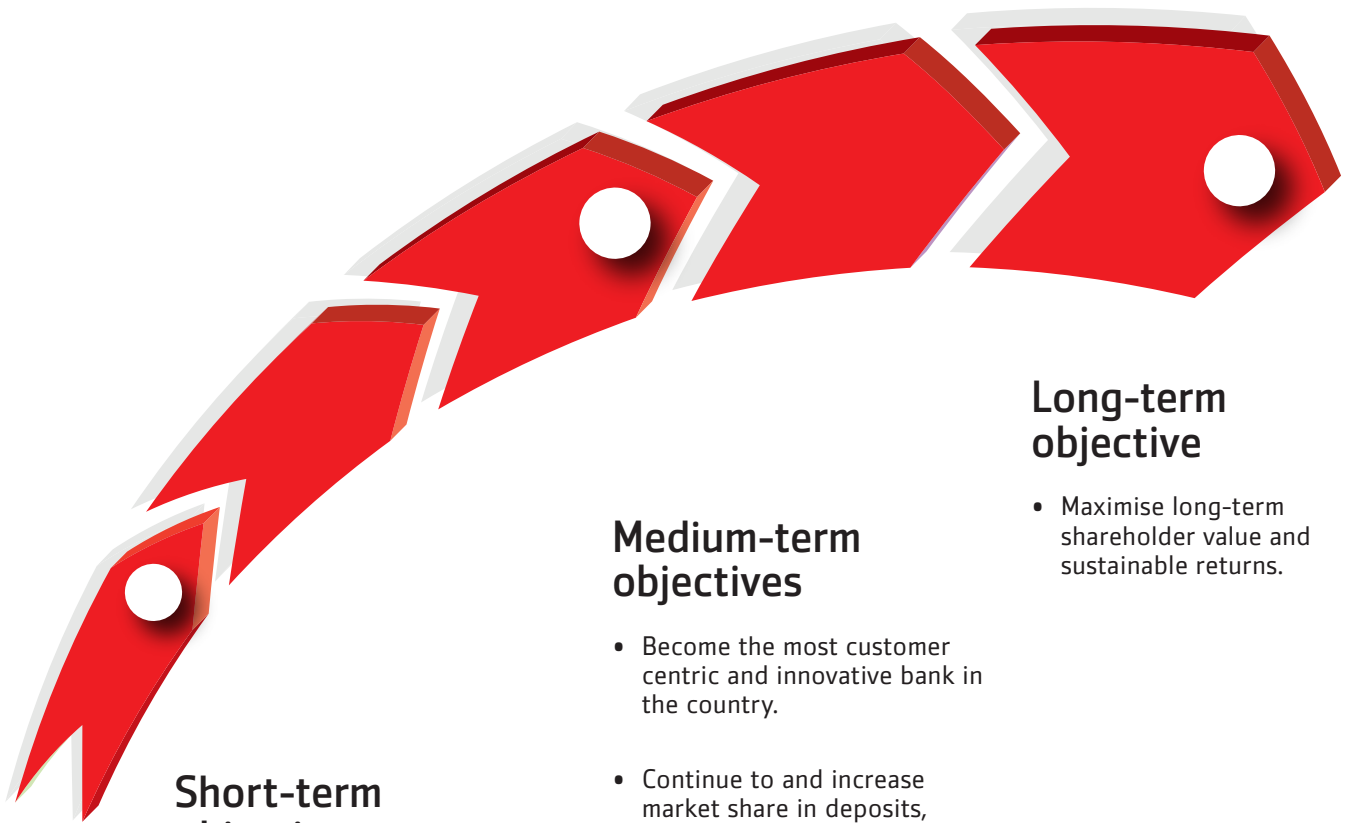 Long-term
objective
• Maximise long-term
shareholder value and
sustainable returns.
Medium-term
objectives
• Become the most customer
centric and innovative bank in
the country.
• Continue to and increase
market share in deposits,
Short-term